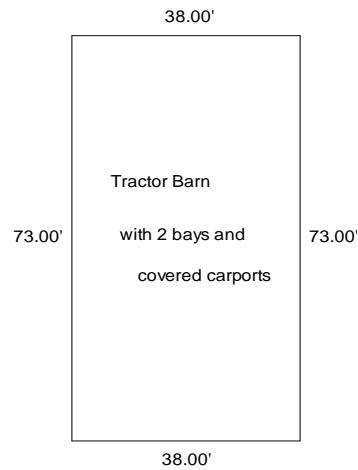 38.00'
Tractor Barn
73.00'
with 2 bays and
73.00'
covered carports
38.00'